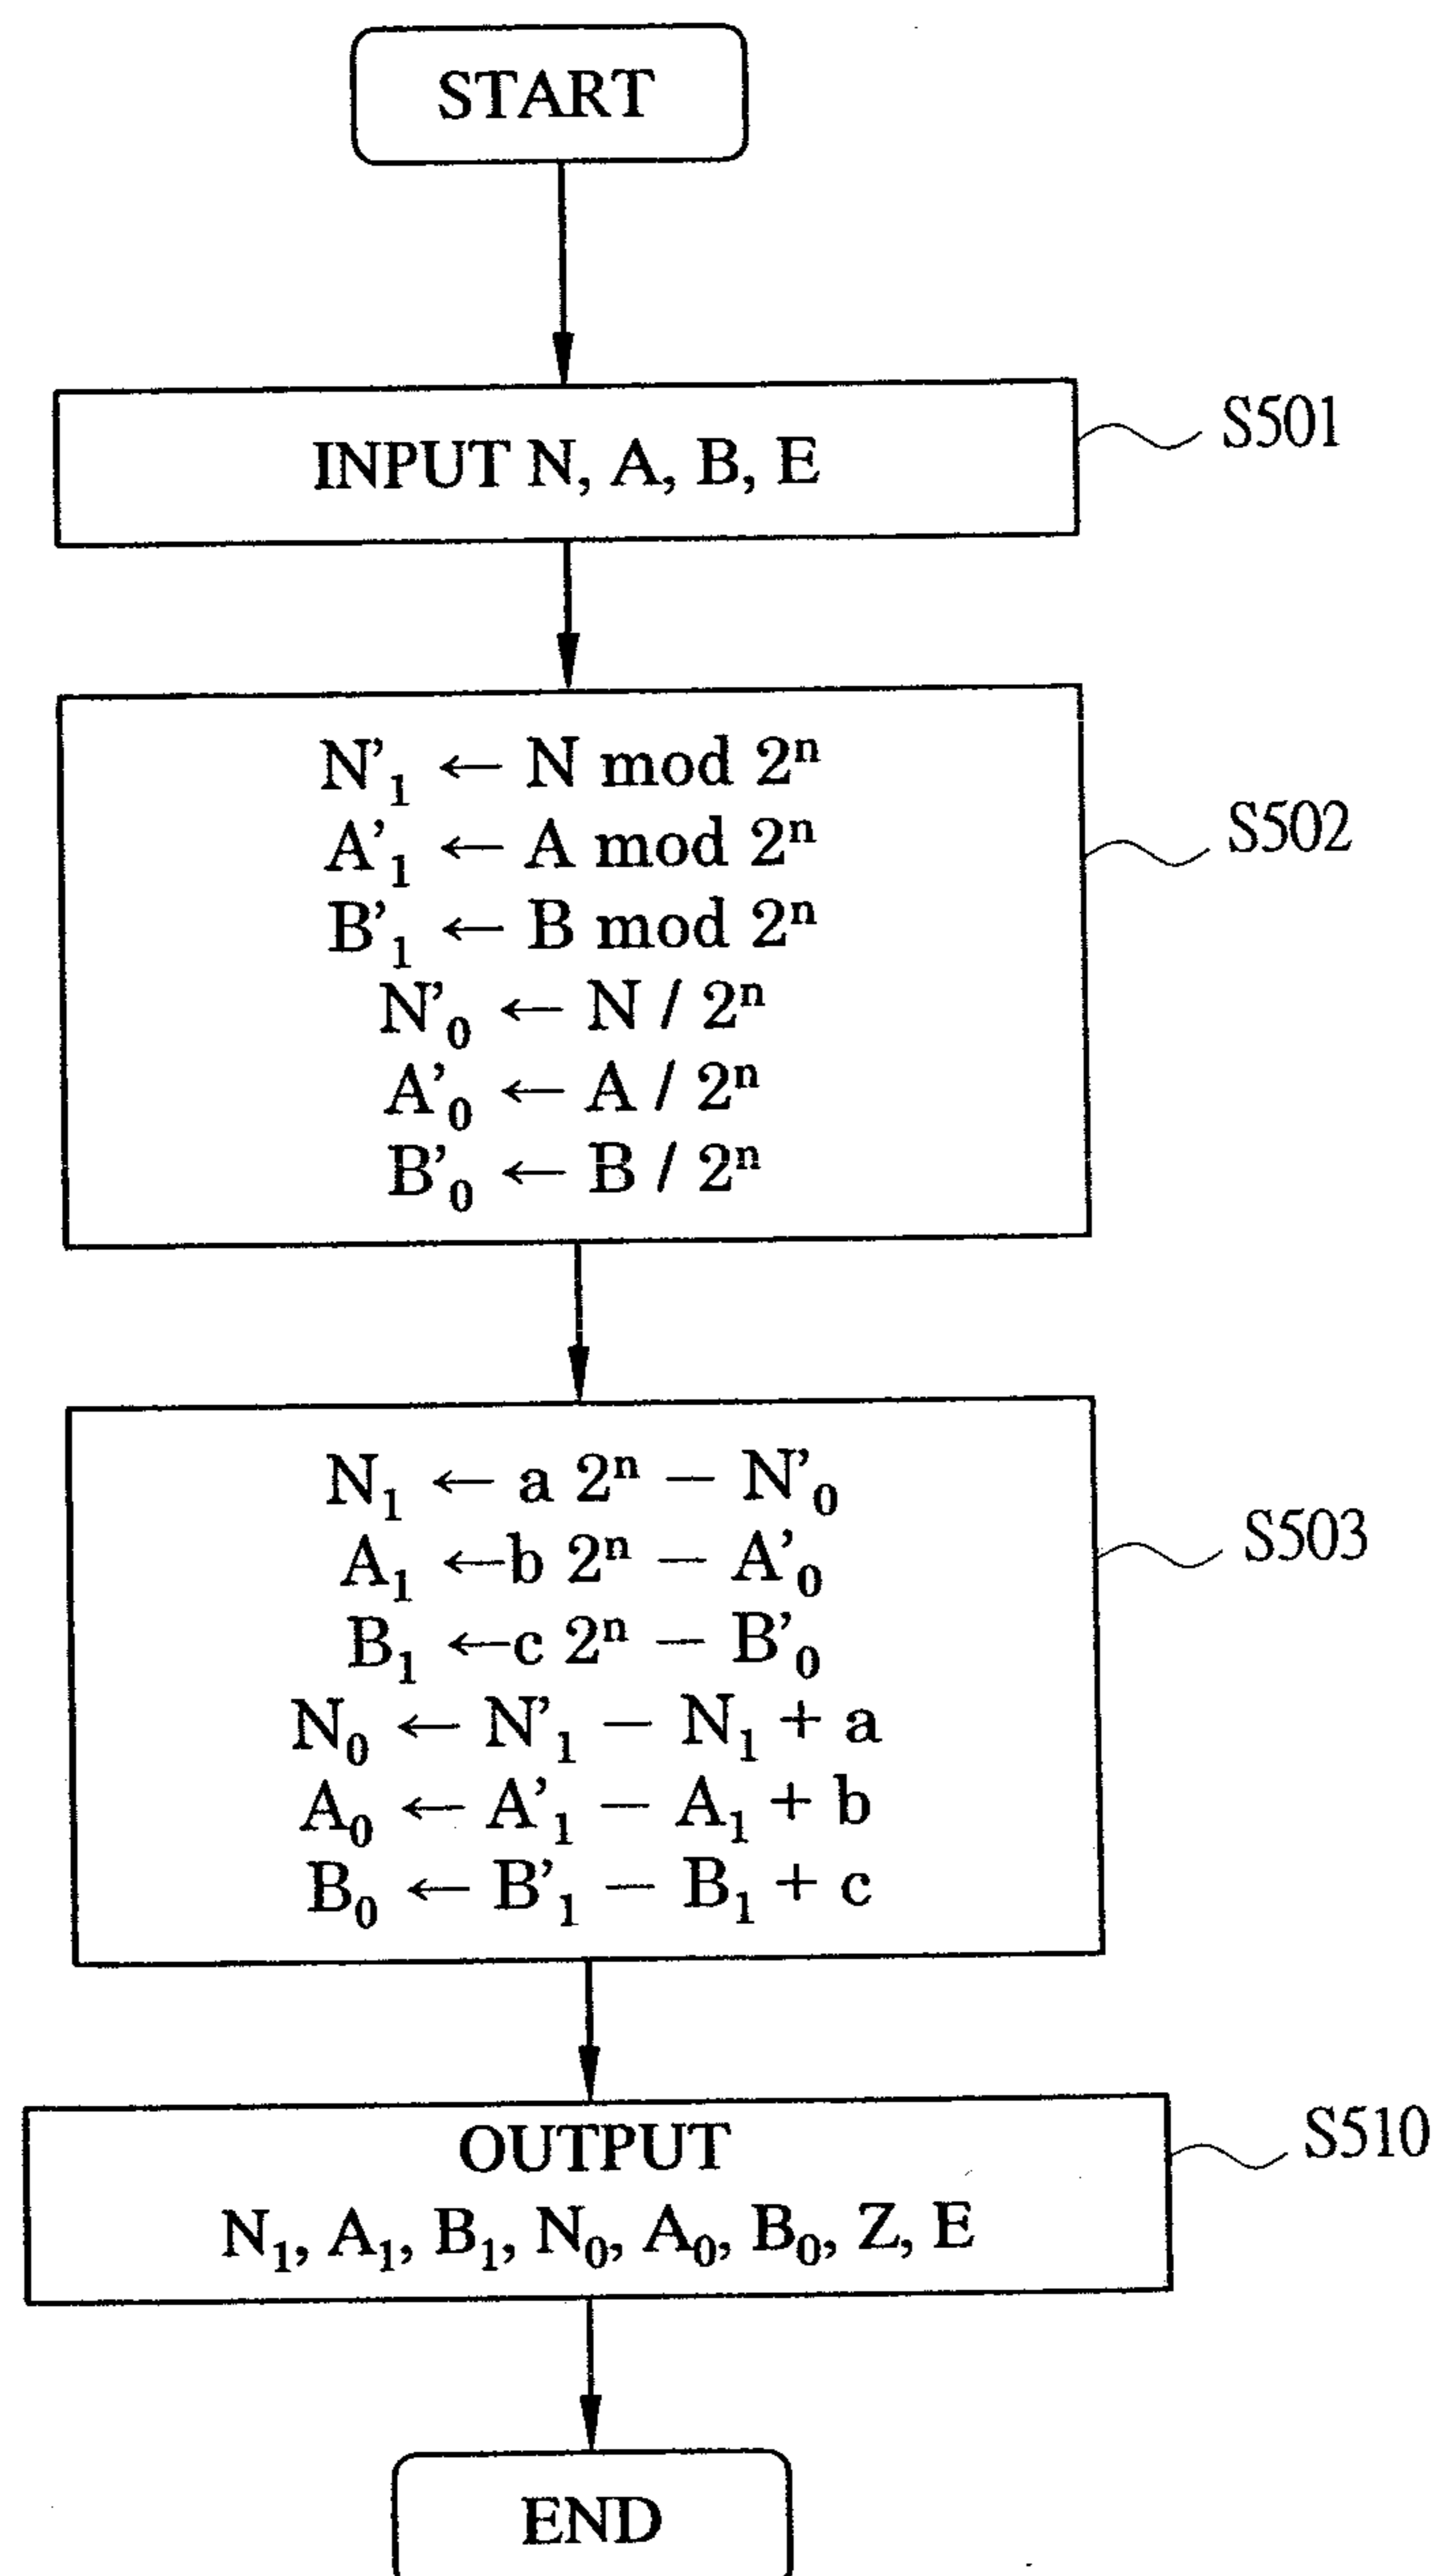 START
INPUT N, A, B, E
S501
N'₁ ← N mod 2ⁿ
A'₁ ← A mod 2ⁿ
B'₁ ← B mod 2ⁿ
N'₀ ← N / 2ⁿ
A'₀ ← A / 2ⁿ
B'₀ ← B / 2ⁿ
S502
N₁ ← a 2ⁿ − N'₀
A₁ ← b 2ⁿ − A'₀
B₁ ← c 2ⁿ − B'₀
N₀ ← N'₁ − N₁ + a
A₀ ← A'₁ − A₁ + b
B₀ ← B'₁ − B₁ + c
S503
OUTPUT
N₁, A₁, B₁, N₀, A₀, B₀, Z, E
S510
END